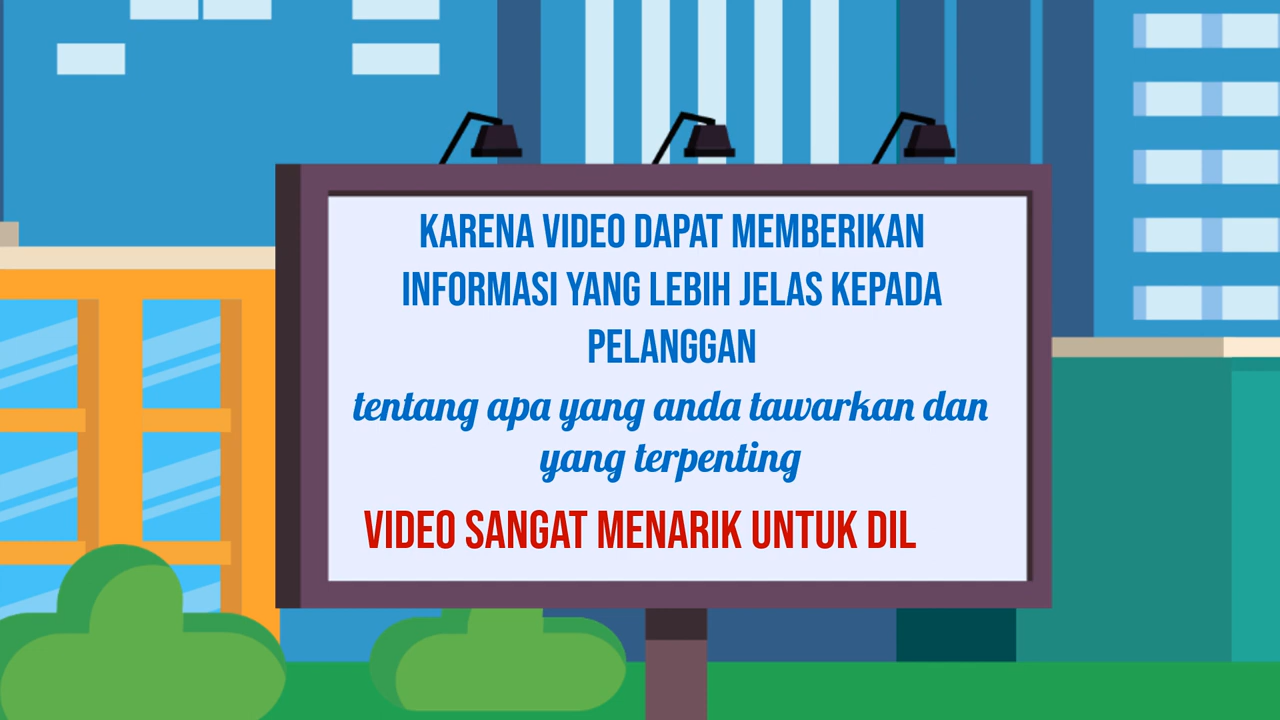 KARENA VIDEO DAPAT MEMBERIKAN
INFORMASI YANG LEBIH JELAS KEPADA
PELANGGAN
tentang apa yang anda tawarkan dan
yang terpenting
VIDEO SANGAT MENARIK UNTUK DIL